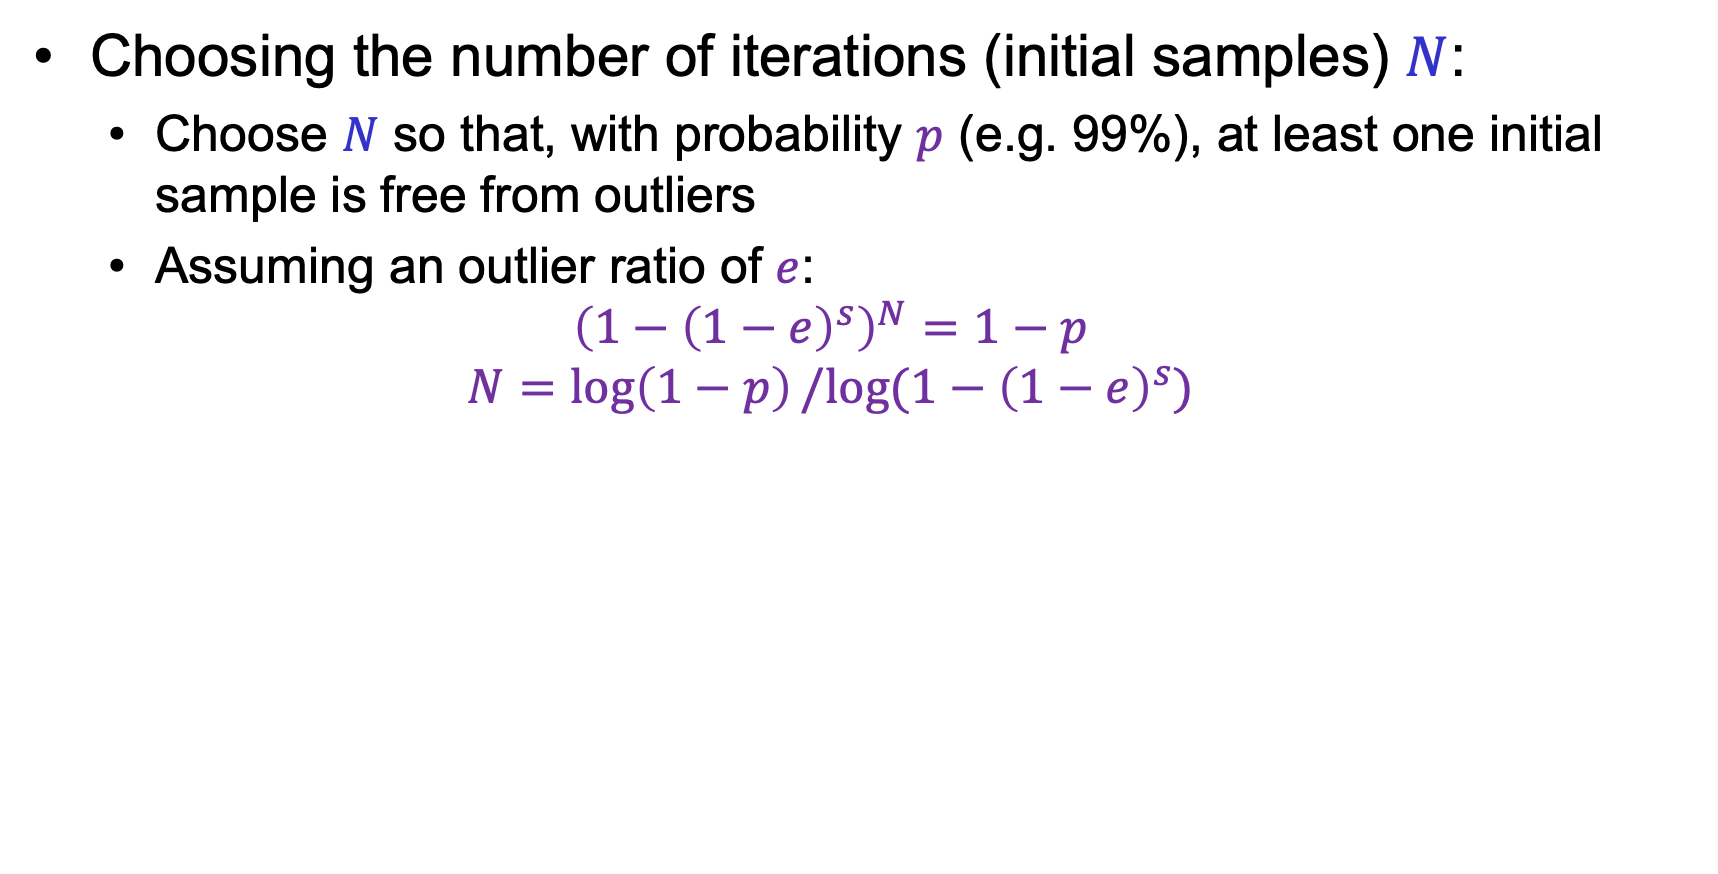 • Choosing the number of iterations (initial samples) N:
• Choose N so that, with probability p (e.g. 99%), at least one initial
sample is free from outliers
• Assuming an outlier ratio of e:
(1 − (1 − e)ˢ)ᴺ = 1 − p
N = log(1 − p) /log(1 − (1 − e)ˢ)